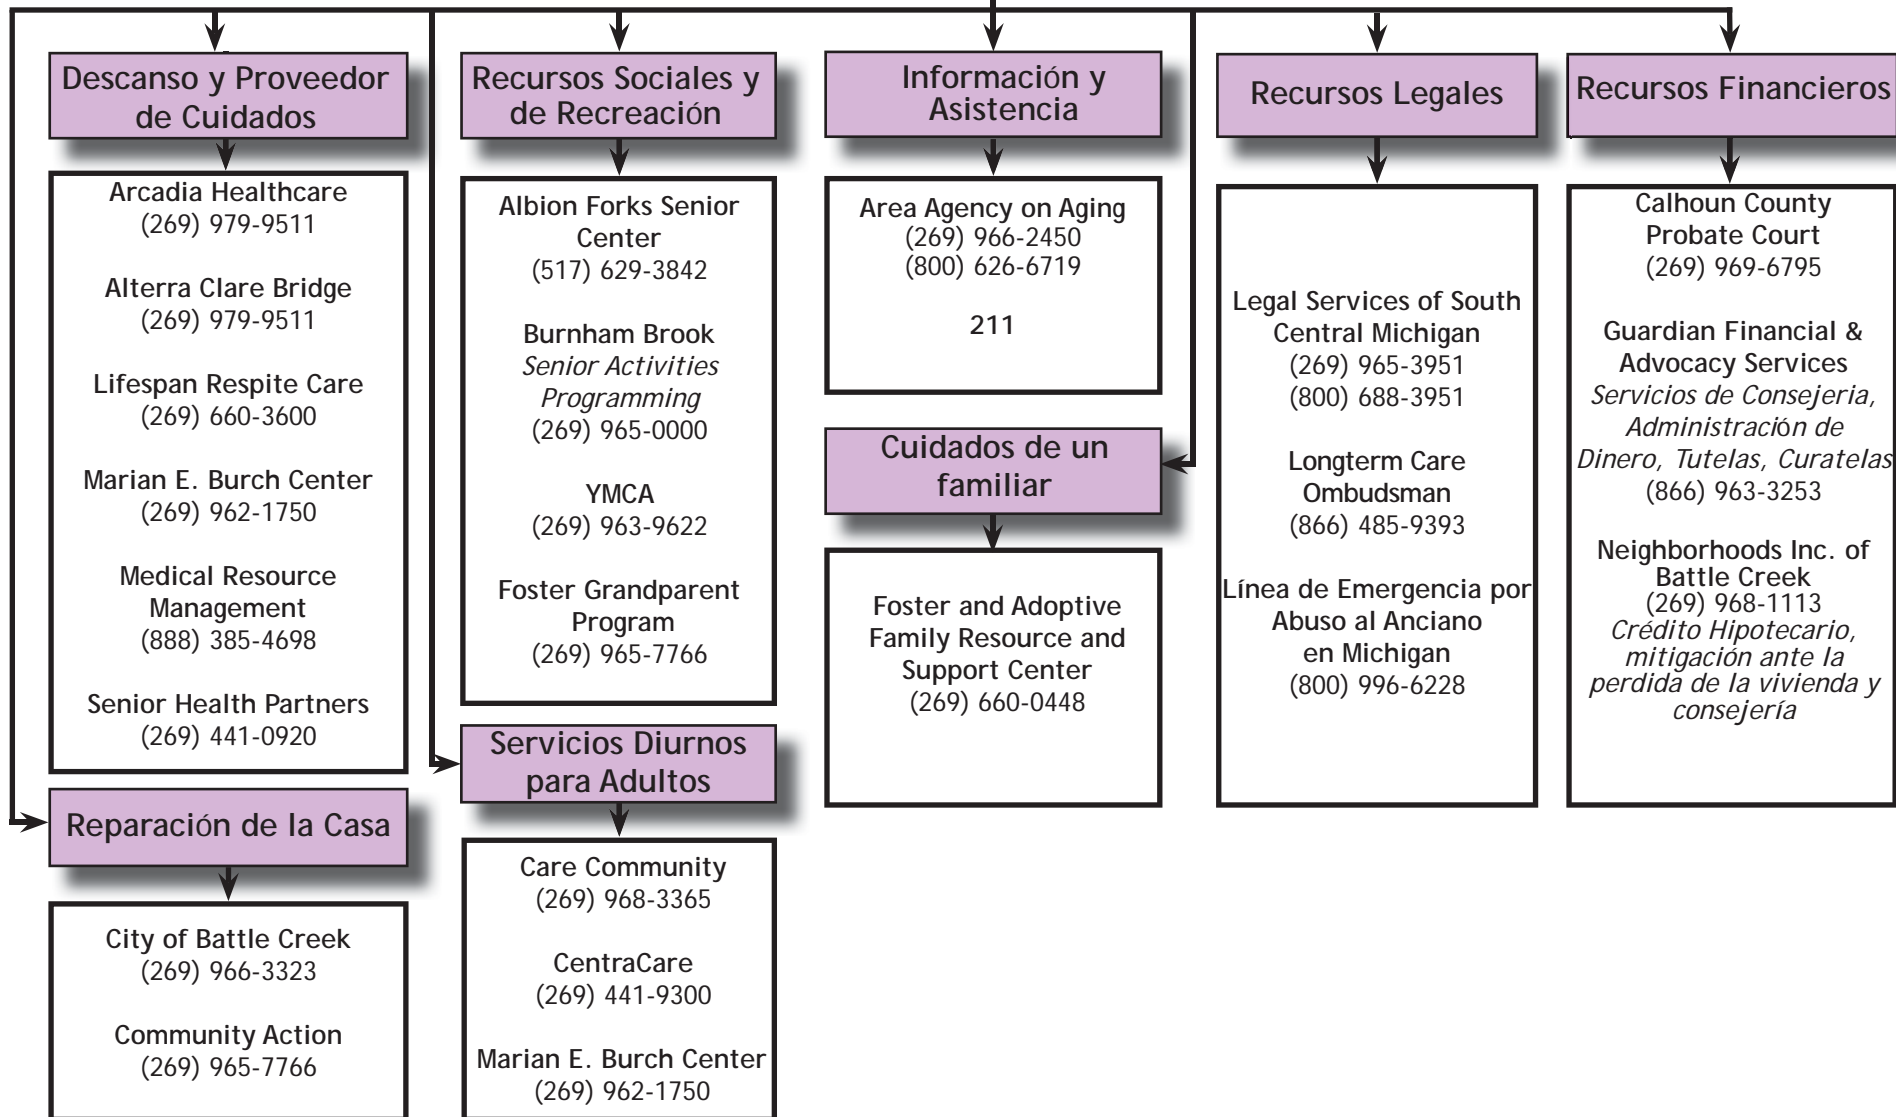 Descanso y Proveedor
de Cuidados
Arcadia Healthcare
(269) 979-9511
Alterra Clare Bridge
(269) 979-9511
Lifespan Respite Care
(269) 660-3600
Marian E. Burch Center
(269) 962-1750
Medical Resource
Management
(888) 385-4698
Senior Health Partners
(269) 441-0920
Reparación de la Casa
City of Battle Creek
(269) 966-3323
Community Action
(269) 965-7766
Recursos Sociales y
de Recreación
Albion Forks Senior
Center
(517) 629-3842
Burnham Brook
Senior Activities
Programming
(269) 965-0000
YMCA
(269) 963-9622
Foster Grandparent
Program
(269) 965-7766
Servicios Diurnos
para Adultos
Care Community
(269) 968-3365
CentraCare
(269) 441-9300
Marian E. Burch Center
(269) 962-1750
Información y
Asistencia
Area Agency on Aging
(269) 966-2450
(800) 626-6719
211
Cuidados de un
familiar
Foster and Adoptive
Family Resource and
Support Center
(269) 660-0448
Recursos Legales
Legal Services of South
Central Michigan
(269) 965-3951
(800) 688-3951
Longterm Care
Ombudsman
(866) 485-9393
Línea de Emergencia por
Abuso al Anciano
en Michigan
(800) 996-6228
Recursos Financieros
Calhoun County
Probate Court
(269) 969-6795
Guardian Financial &
Advocacy Services
Servicios de Consejeria,
Administración de
Dinero, Tutelas, Curatelas
(866) 963-3253
Neighborhoods Inc. of
Battle Creek
(269) 968-1113
Crédito Hipotecario,
mitigación ante la
perdida de la vivienda y
consejería